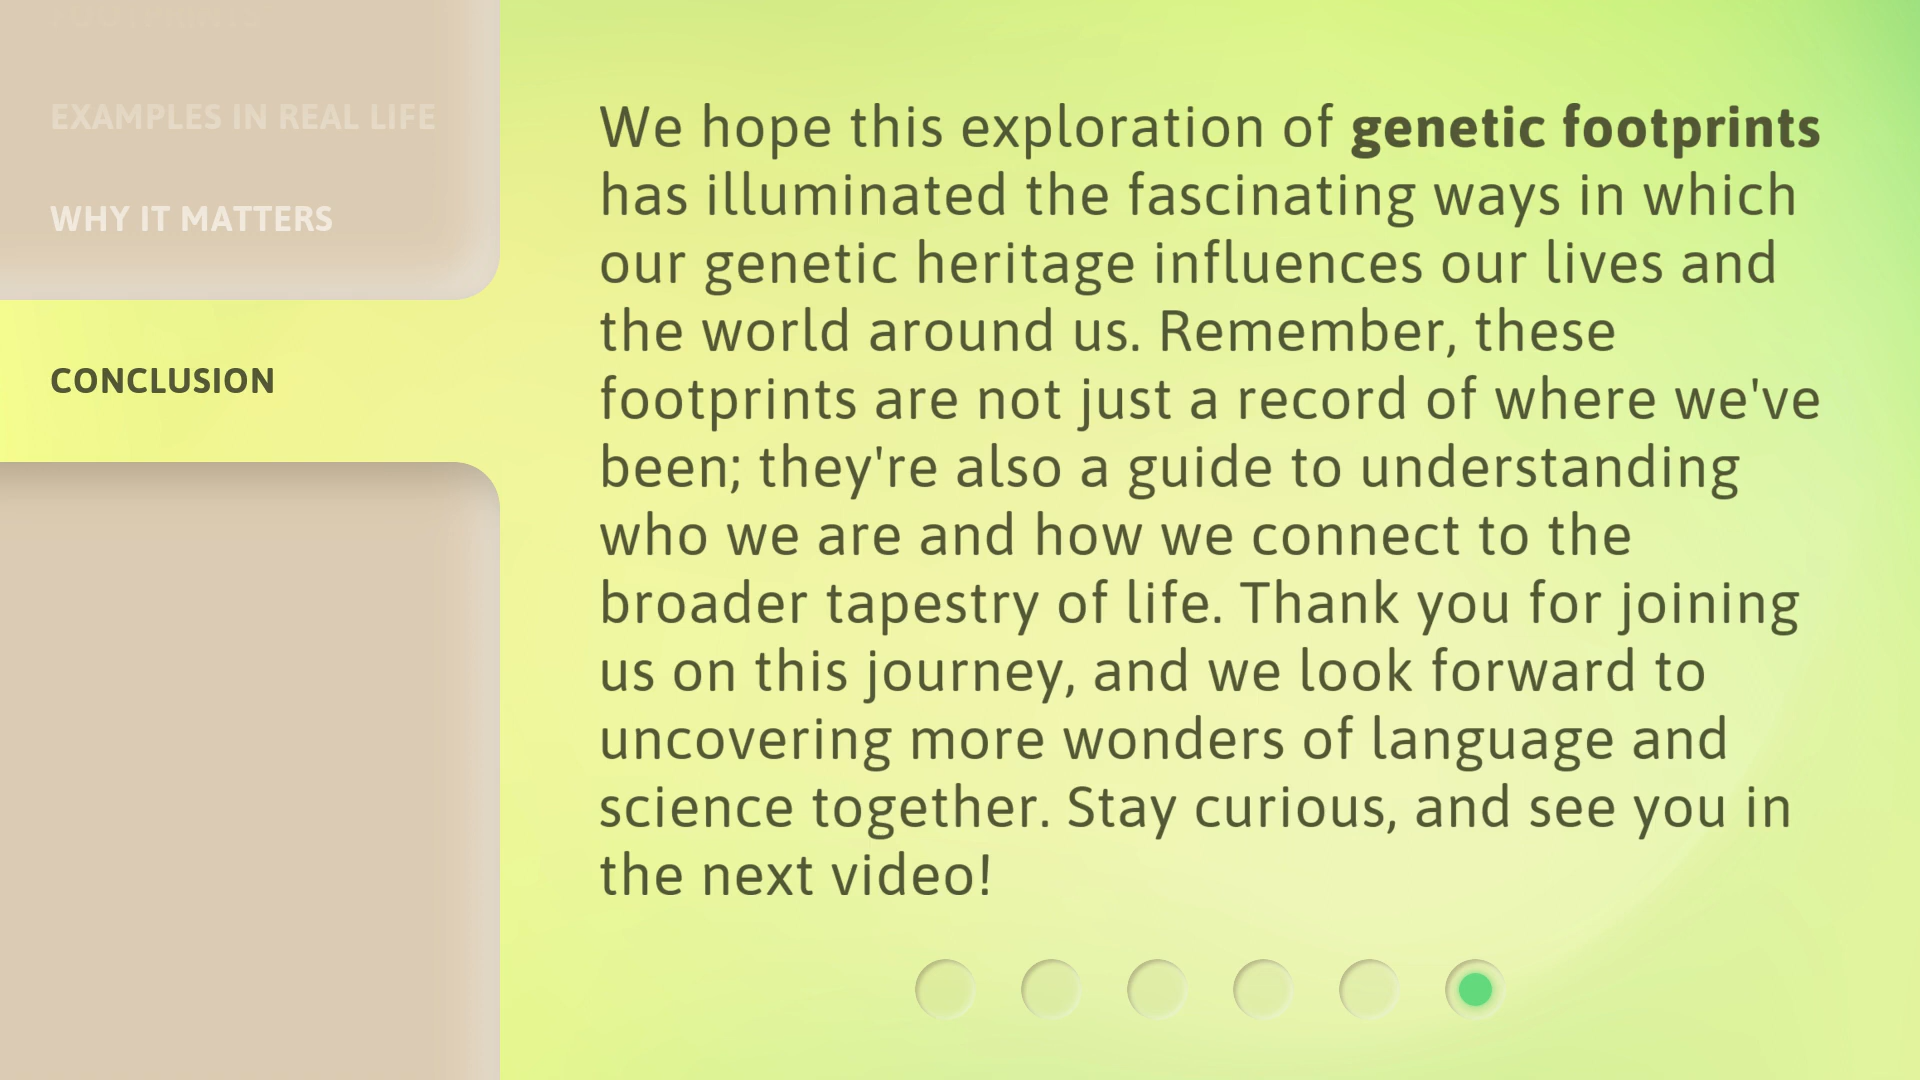 EXAMPLES IN REAL LIFE
WHY IT MATTERS
CONCLUSION
We hope this exploration of genetic footprints
has illuminated the fascinating ways in which
our genetic heritage influences our lives and
the world around us. Remember, these
footprints are not just a record of where we've
been; they're also a guide to understanding
who we are and how we connect to the
broader tapestry of life. Thank you for joining
us on this journey, and we look forward to
uncovering more wonders of language and
science together. Stay curious, and see you in
the next video!